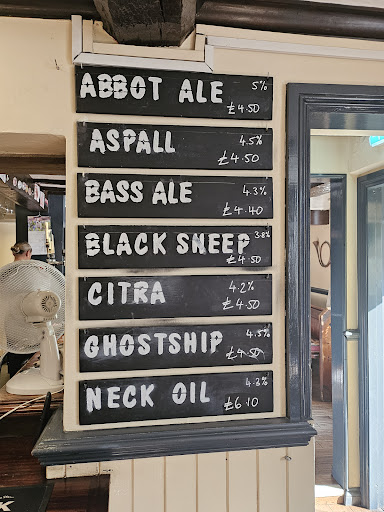 ABBOT ALE 5%
£4.50
ASPALL 4.5%
£4.50
BASS ALE 4.3%
£4.40
BLACK SHEEP 3.8%
£4.50
CITRA 4.2%
£4.50
GHOSTSHIP 4.5%
£4.50
NECK OIL 4.3%
£6.10